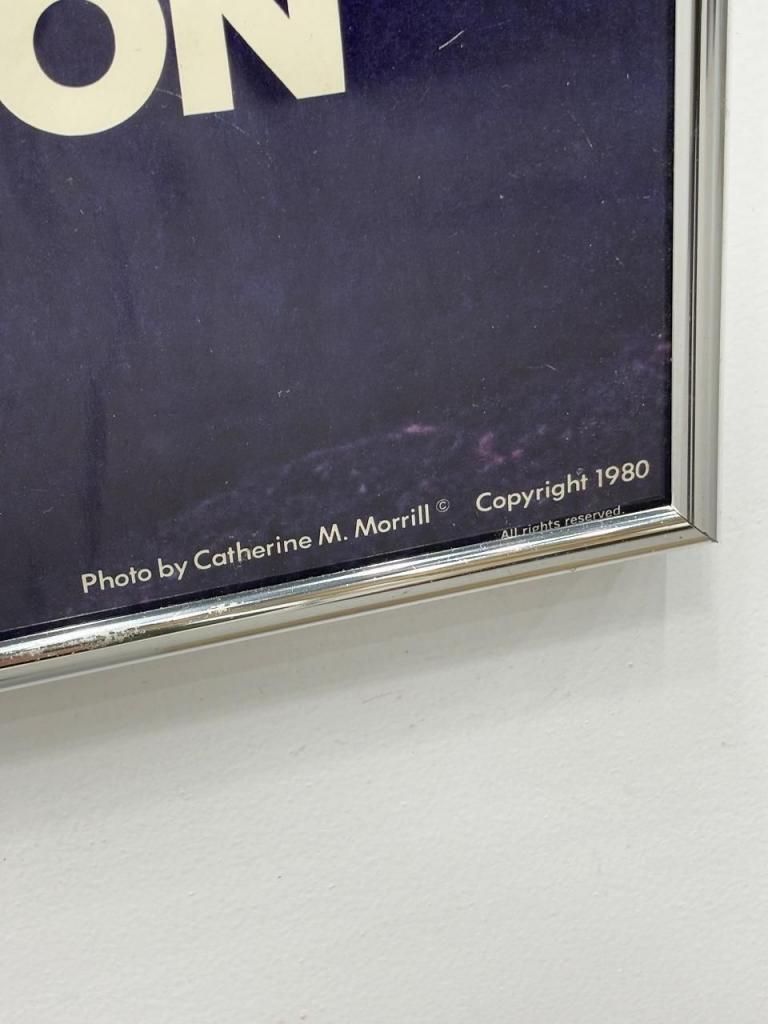 ON
Photo by Catherine M. Morrill © Copyright 1980
All rights reserved.